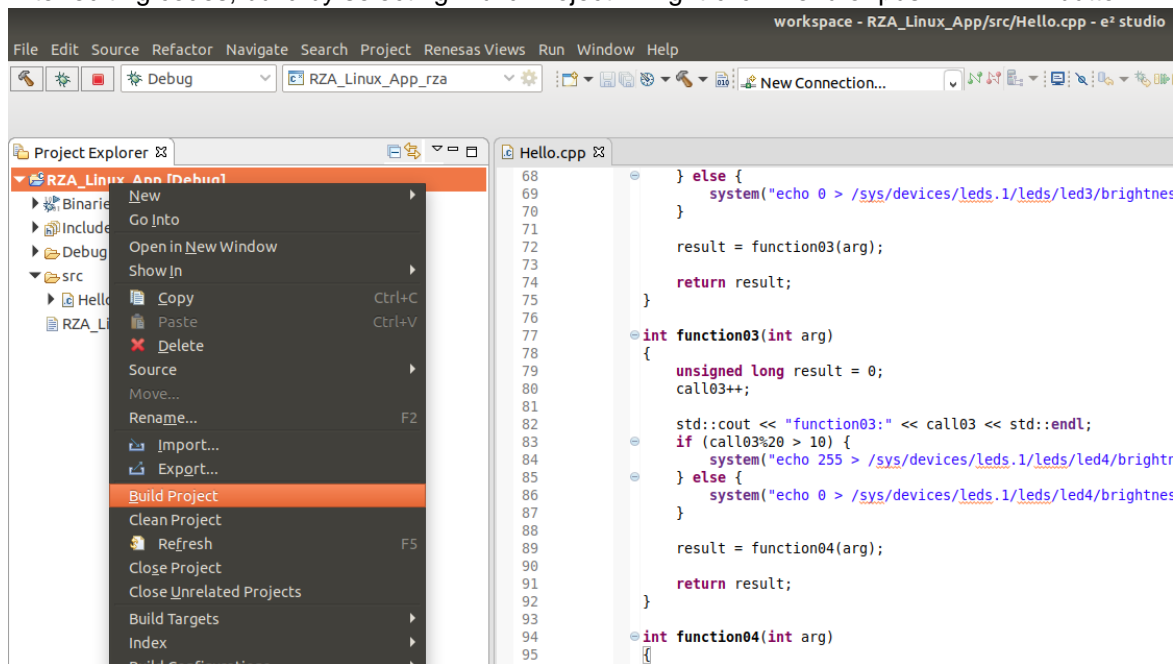 workspace - RZA_Linux_App/src/Hello.cpp - e² studio
File Edit Source Refactor Navigate Search Project Renesas Views Run Window Help
Debug RZA_Linux_App_rza New Connection...
Project Explorer
RZA_Linux_App [Debug]
Binarie
Include
Debug
src
Hello
RZA_Li
New
Go Into
Open in New Window
Show In
Copy Ctrl+C
Paste Ctrl+V
Delete
Source
Move...
Rename... F2
Import...
Export...
Build Project
Clean Project
Refresh F5
Close Project
Close Unrelated Projects
Build Targets
Index
Build Configurations
Hello.cpp
68 } else {
69 system("echo 0 > /sys/devices/leds.1/leds/led3/brightnes
70 }
71
72 result = function03(arg);
73
74 return result;
75 }
76
77 int function03(int arg)
78 {
79 unsigned long result = 0;
80 call03++;
81
82 std::cout << "function03:" << call03 << std::endl;
83 if (call03%20 > 10) {
84 system("echo 255 > /sys/devices/leds.1/leds/led4/brightn
85 } else {
86 system("echo 0 > /sys/devices/leds.1/leds/led4/brightnes
87 }
88
89 result = function04(arg);
90
91 return result;
92 }
93
94 int function04(int arg)
95 {